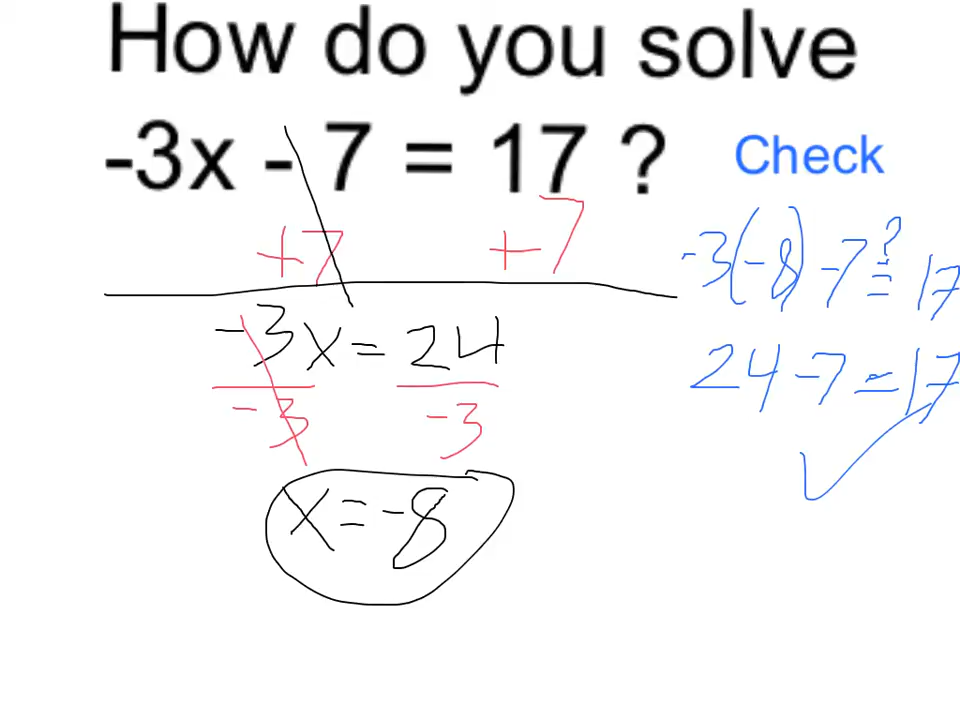 How do you solve
-3x - 7 = 17 ?
+7 +7
-3x = 24
-3 -3
x = -8
Check
-3(-8) -7 ≟ 17
24 -7 = 17 ✓